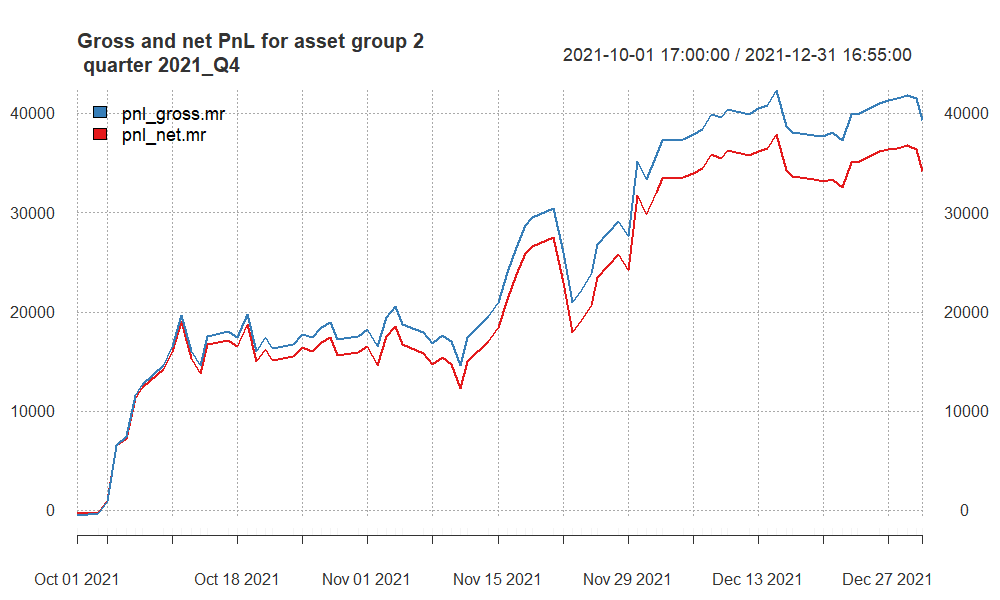 Gross and net PnL for asset group 2
quarter 2021_Q4
2021-10-01 17:00:00 / 2021-12-31 16:55:00
pnl_gross.mr
pnl_net.mr
40000 40000
30000 30000
20000 20000
10000 10000
0 0
Oct 01 2021 Oct 18 2021 Nov 01 2021 Nov 15 2021 Nov 29 2021 Dec 13 2021 Dec 27 2021